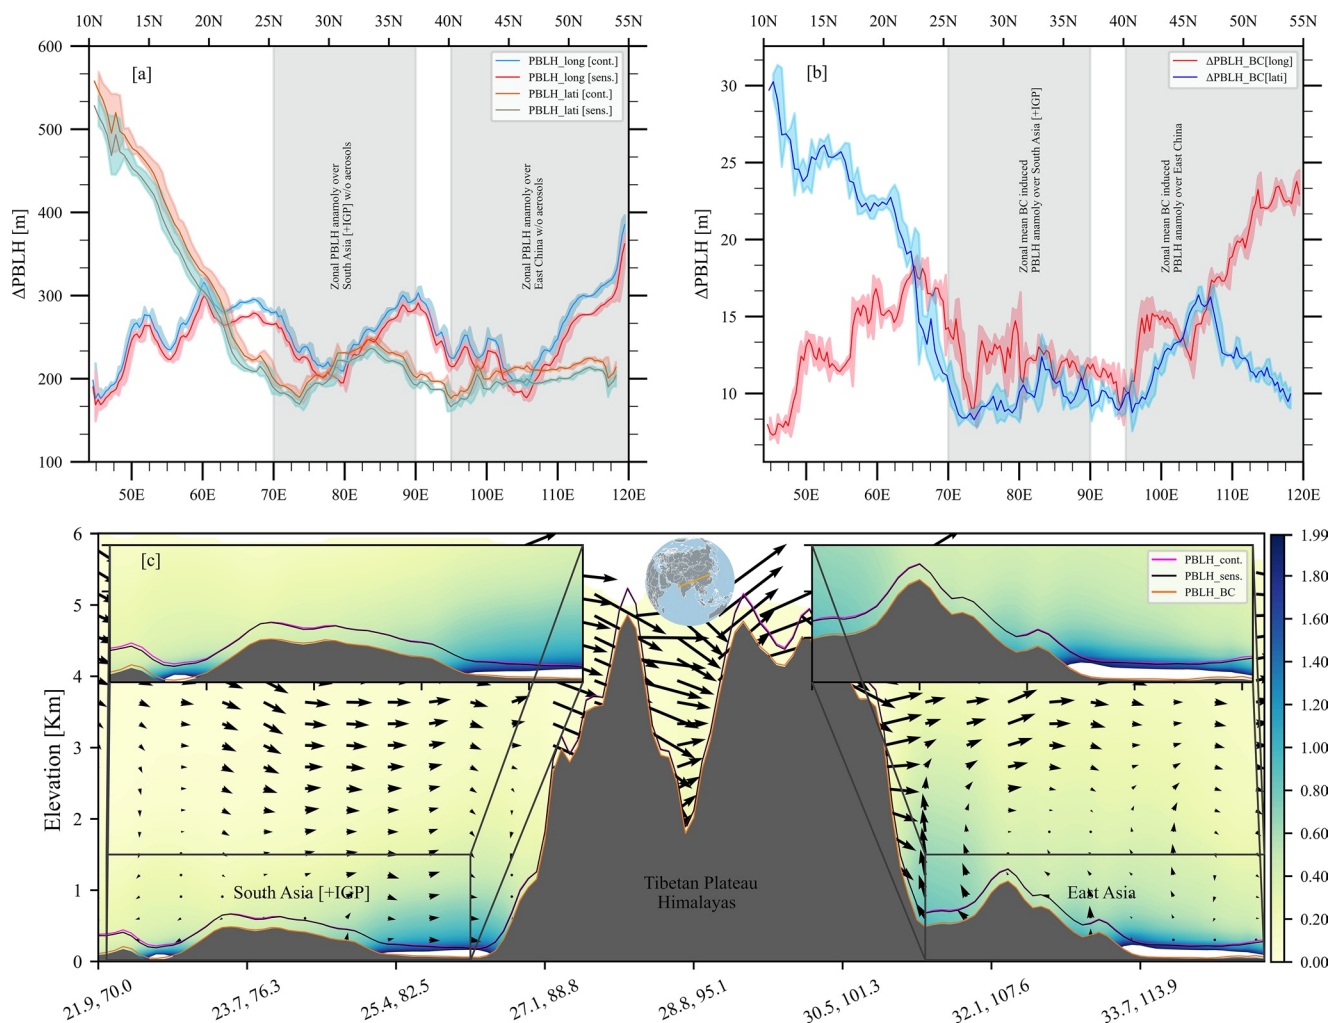 10N 15N 20N 25N 30N 35N 40N 45N 50N 55N
[a]
PBLH_long [cont.]
PBLH_long [sens.]
PBLH_lati [cont.]
PBLH_lati [sens.]
600
500
400
300
200
100
ΔPBLH [m]
Zonal PBLH anamoly over
South Asia [+IGP] w/o aerosols
Zonal PBLH anamoly over
East China w/o aerosols
50E 60E 70E 80E 90E 100E 110E 120E
10N 15N 20N 25N 30N 35N 40N 45N 50N 55N
[b]
ΔPBLH_BC[long]
ΔPBLH_BC[lati]
30
25
20
15
10
ΔPBLH [m]
Zonal mean BC induced
PBLH anamoly over South Asia [+IGP]
Zonal mean BC induced
PBLH anamoly over East China
50E 60E 70E 80E 90E 100E 110E 120E
[c]
PBLH_cont.
PBLH_sens.
PBLH_BC
6
5
4
3
2
1
0
Elevation [Km]
South Asia [+IGP]
Tibetan Plateau
Himalayas
East Asia
1.99
1.80
1.60
1.40
1.20
1.00
0.80
0.60
0.40
0.20
0.00
21.9, 70.0 23.7, 76.3 25.4, 82.5 27.1, 88.8 28.8, 95.1 30.5, 101.3 32.1, 107.6 33.7, 113.9